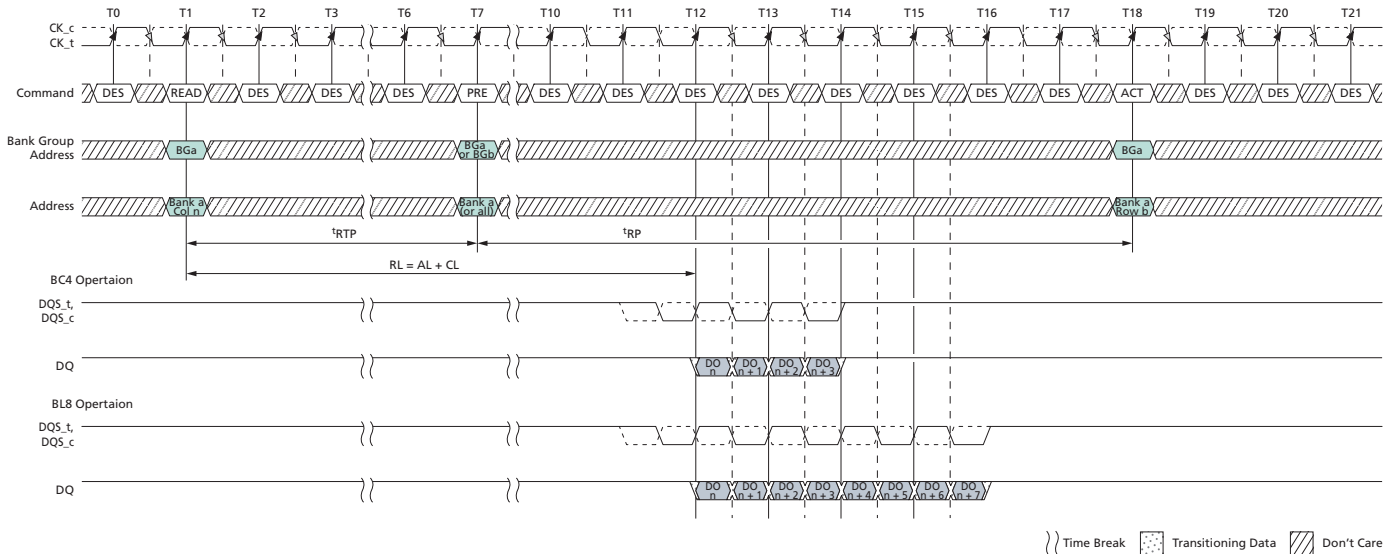 T0 T1 T2 T3 T6 T7 T10 T11 T12 T13 T14 T15 T16 T17 T18 T19 T20 T21
CK_c
CK_t
Command DES READ DES DES DES PRE DES DES DES DES DES DES DES DES ACT DES DES DES
Bank Group
Address BGa BGa
or BGb BGa
Address Bank a
Col n Bank a
(or all) Bank a
Row b
tRTP tRP
RL = AL + CL
BC4 Opertaion
DQS_t,
DQS_c
DQ DO
n DO
n + 1 DO
n + 2 DO
n + 3
BL8 Opertaion
DQS_t,
DQS_c
DQ DO
n DO
n + 1 DO
n + 2 DO
n + 3 DO
n + 4 DO
n + 5 DO
n + 6 DO
n + 7
Time Break Transitioning Data Don't Care